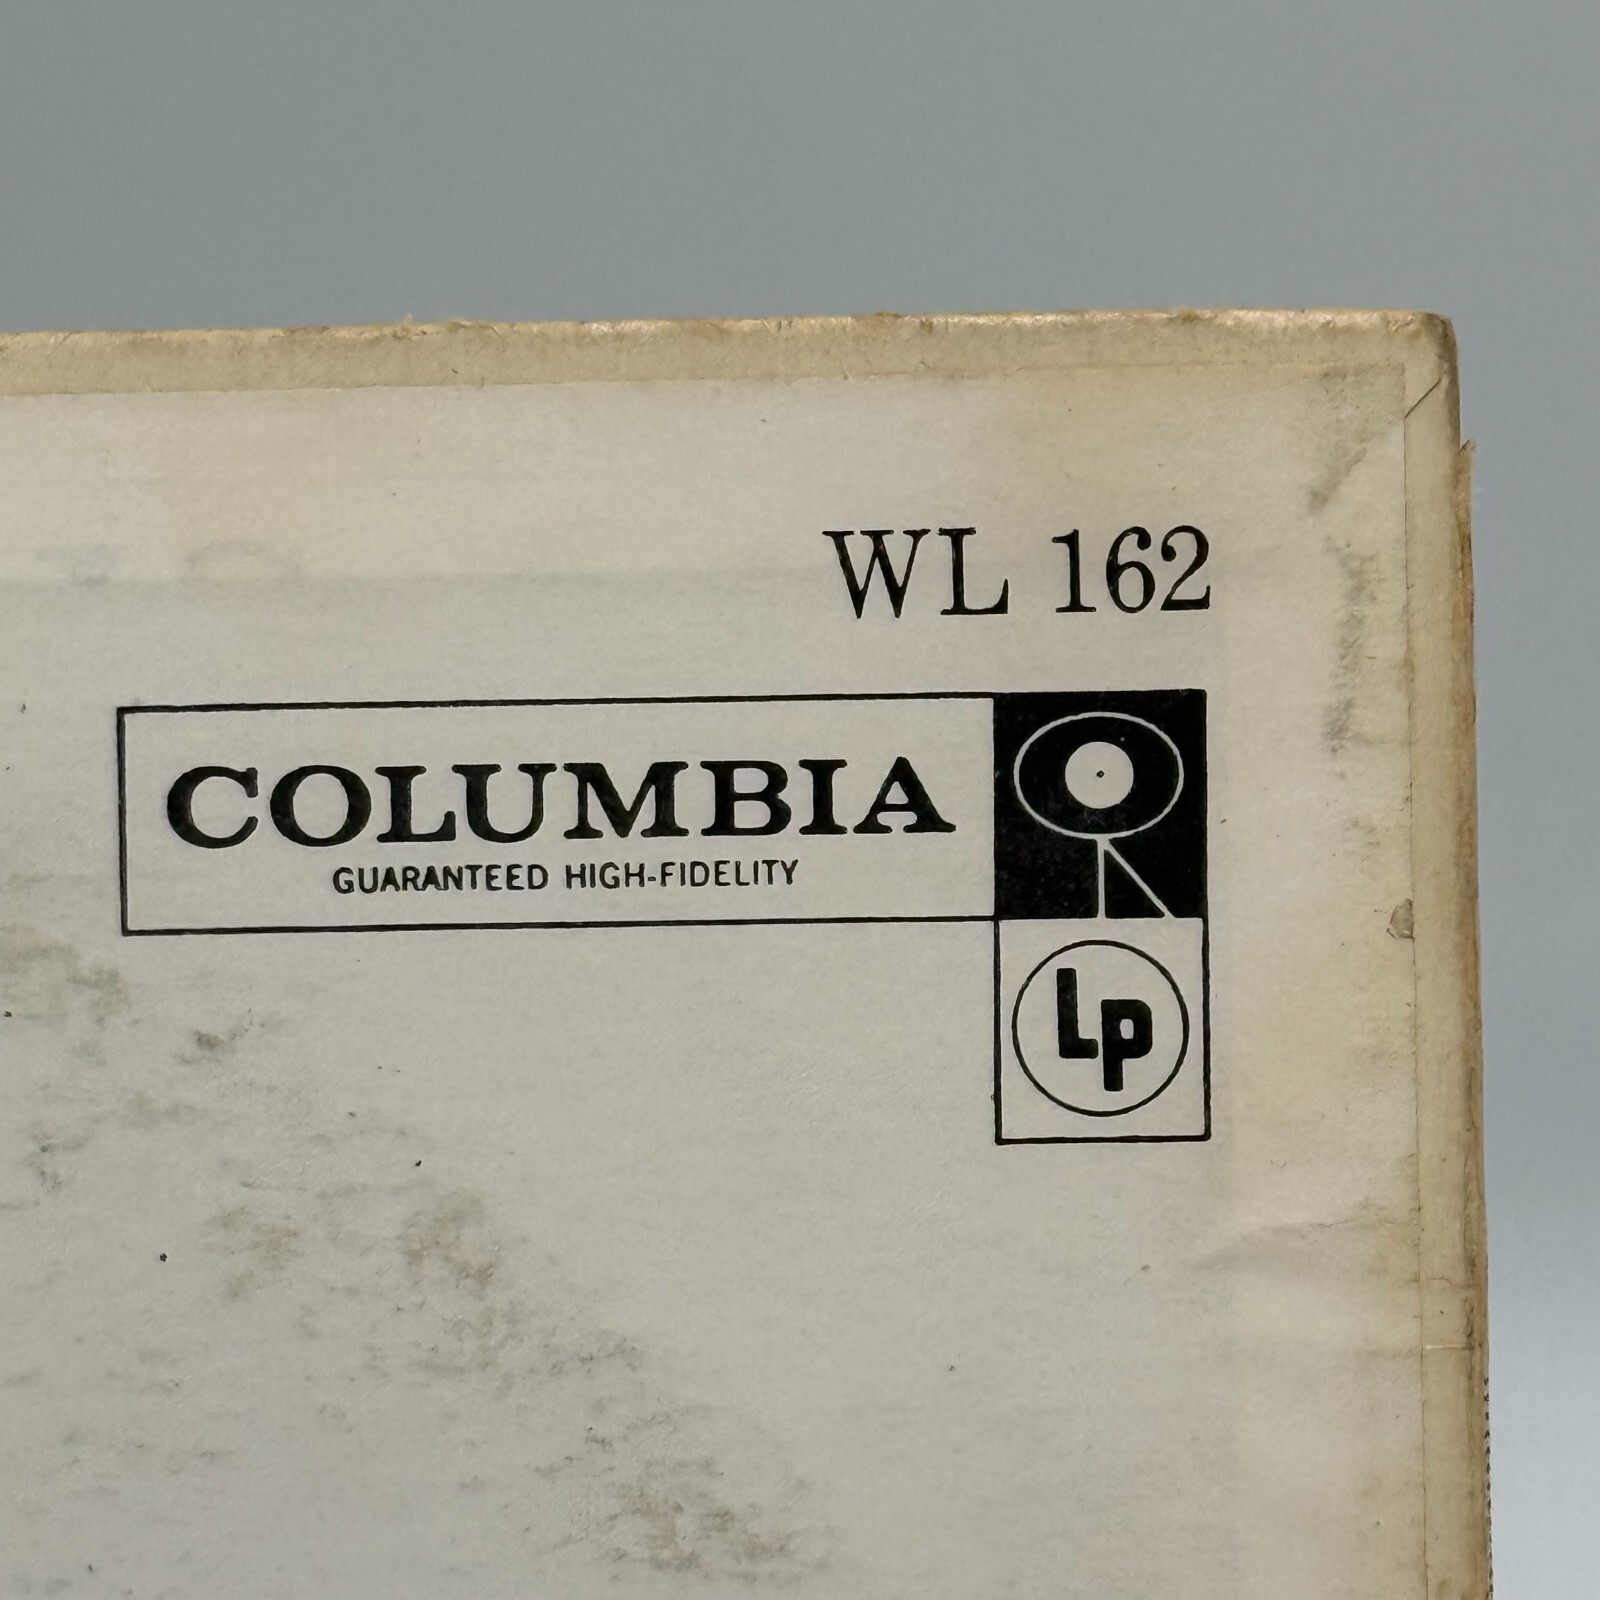 WL 162
COLUMBIA
GUARANTEED HIGH-FIDELITY
LP